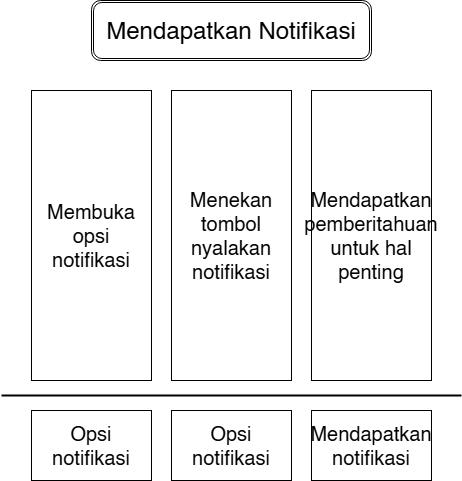 Mendapatkan Notifikasi
Membuka
opsi
notifikasi
Menekan
tombol
nyalakan
notifikasi
Mendapatkan
pemberitahuan
untuk hal
penting
Opsi
notifikasi
Opsi
notifikasi
Mendapatkan
notifikasi